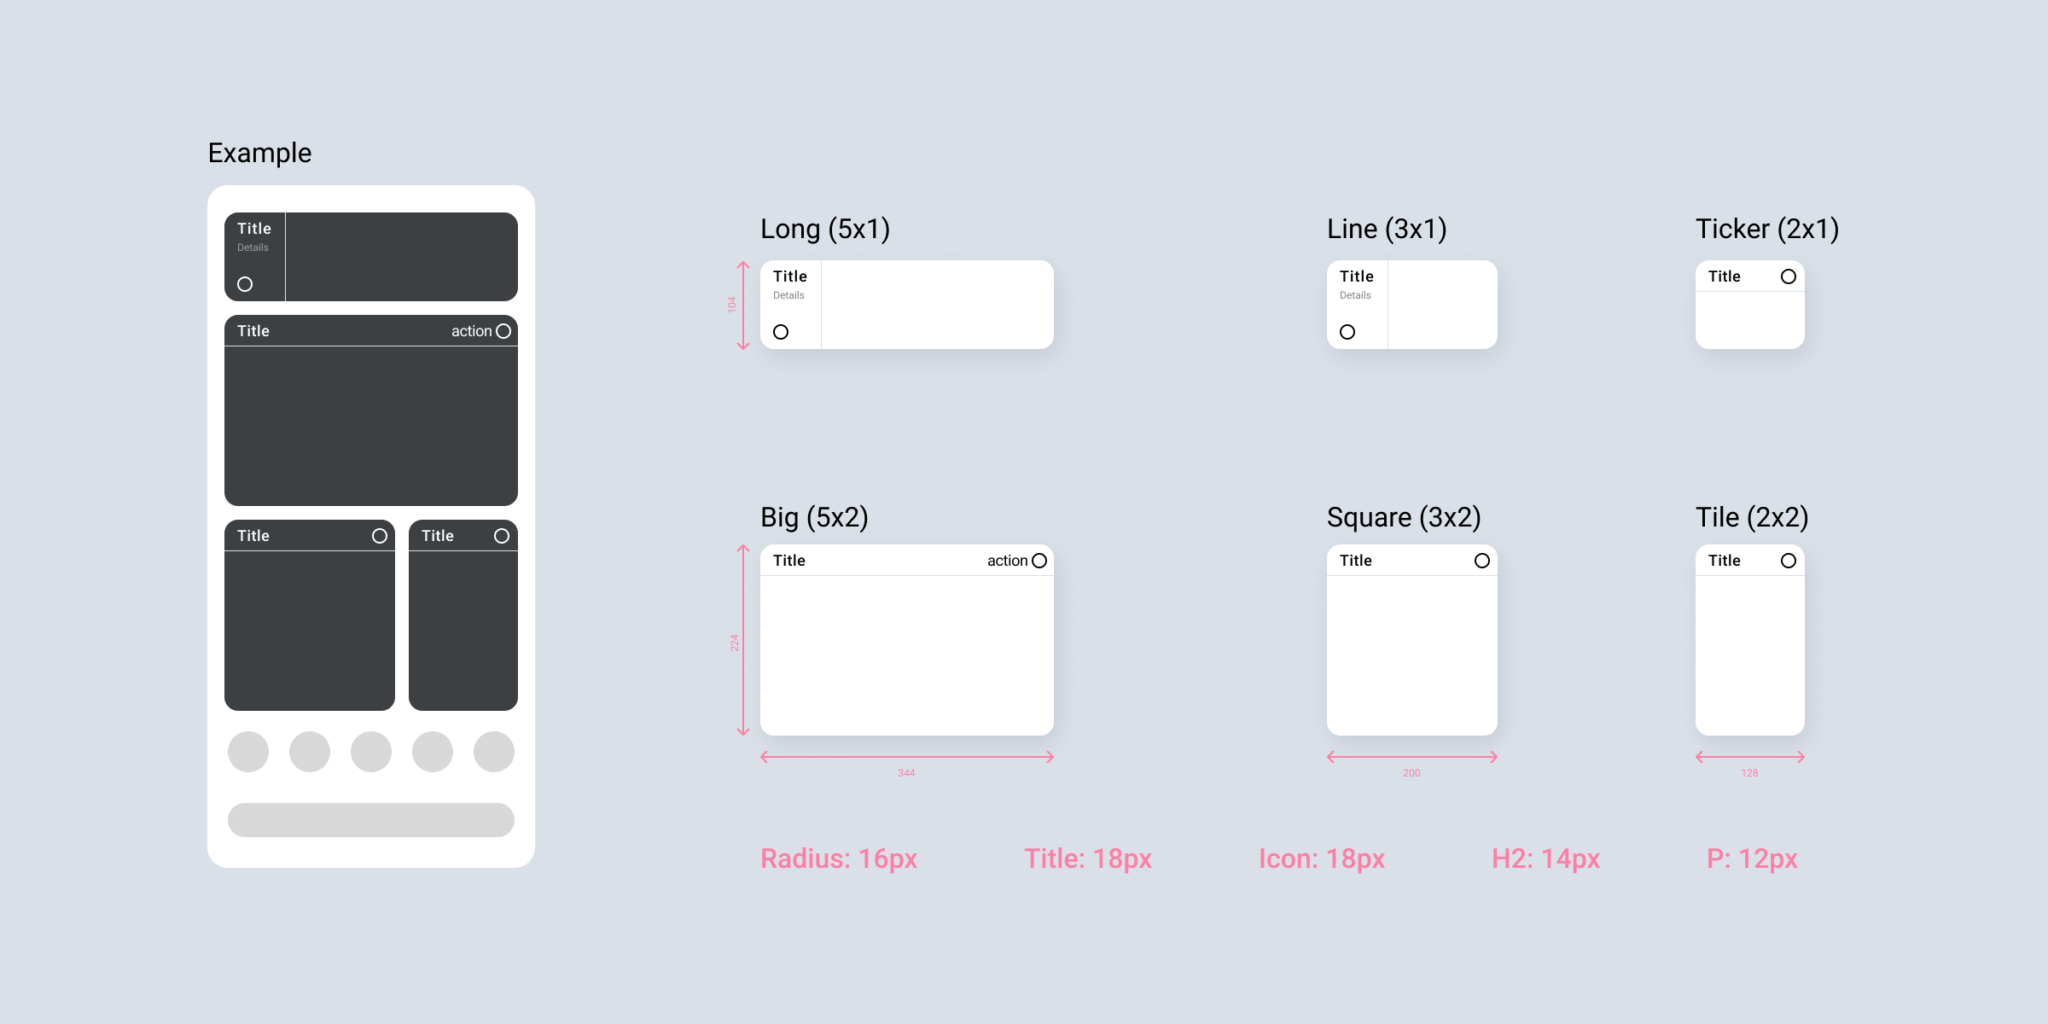 Example
Title
Details
Title action
Title
Title
Long (5x1)
104
Title
Details
Line (3x1)
Title
Details
Ticker (2x1)
Title
Big (5x2)
224
Title action
344
Square (3x2)
Title
200
Tile (2x2)
Title
128
Radius: 16px
Title: 18px
Icon: 18px
H2: 14px
P: 12px